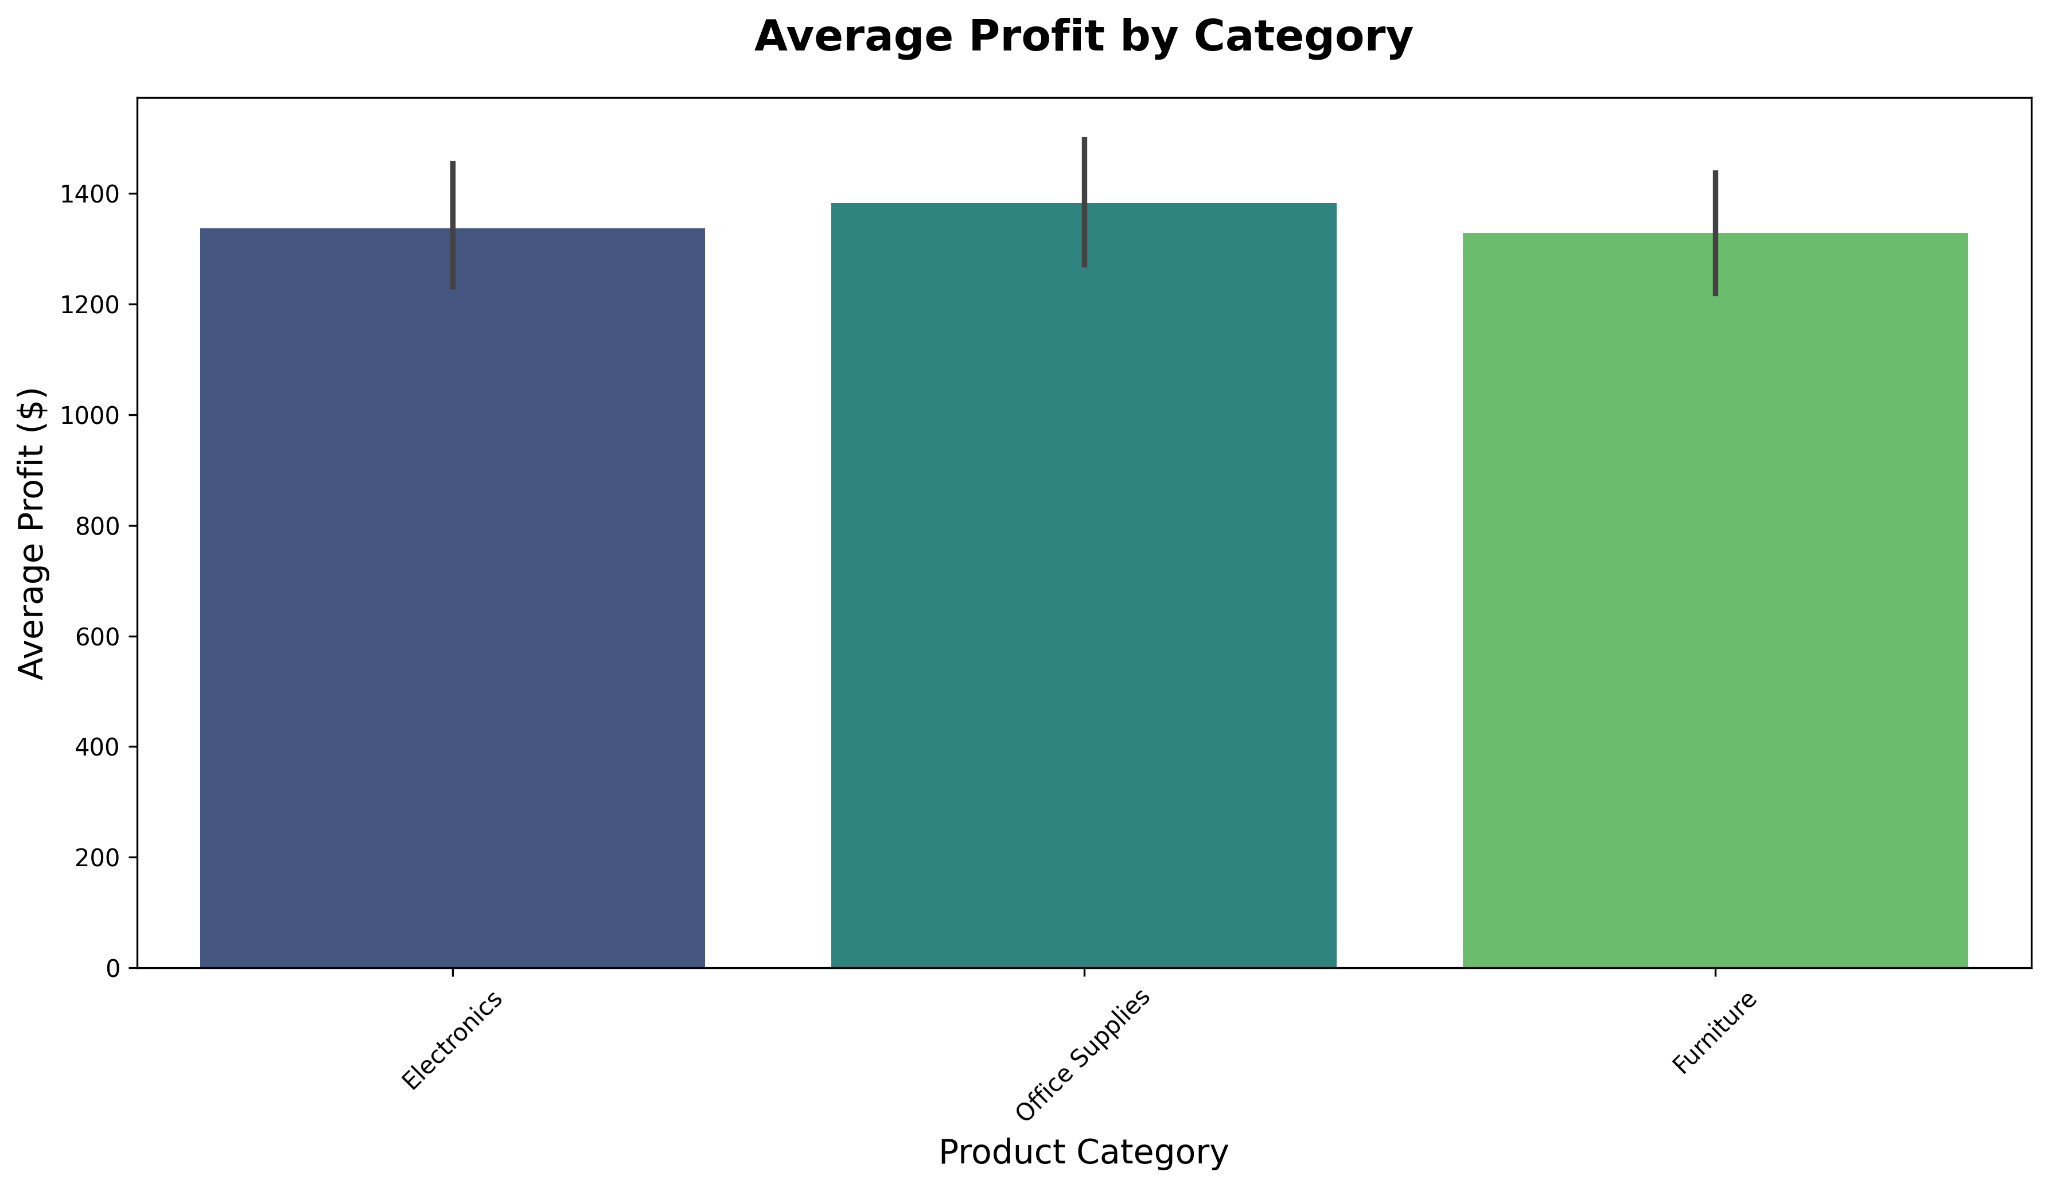 Average Profit by Category
Average Profit ($)
1400
1200
1000
800
600
400
200
0
Electronics
Office Supplies
Furniture
Product Category